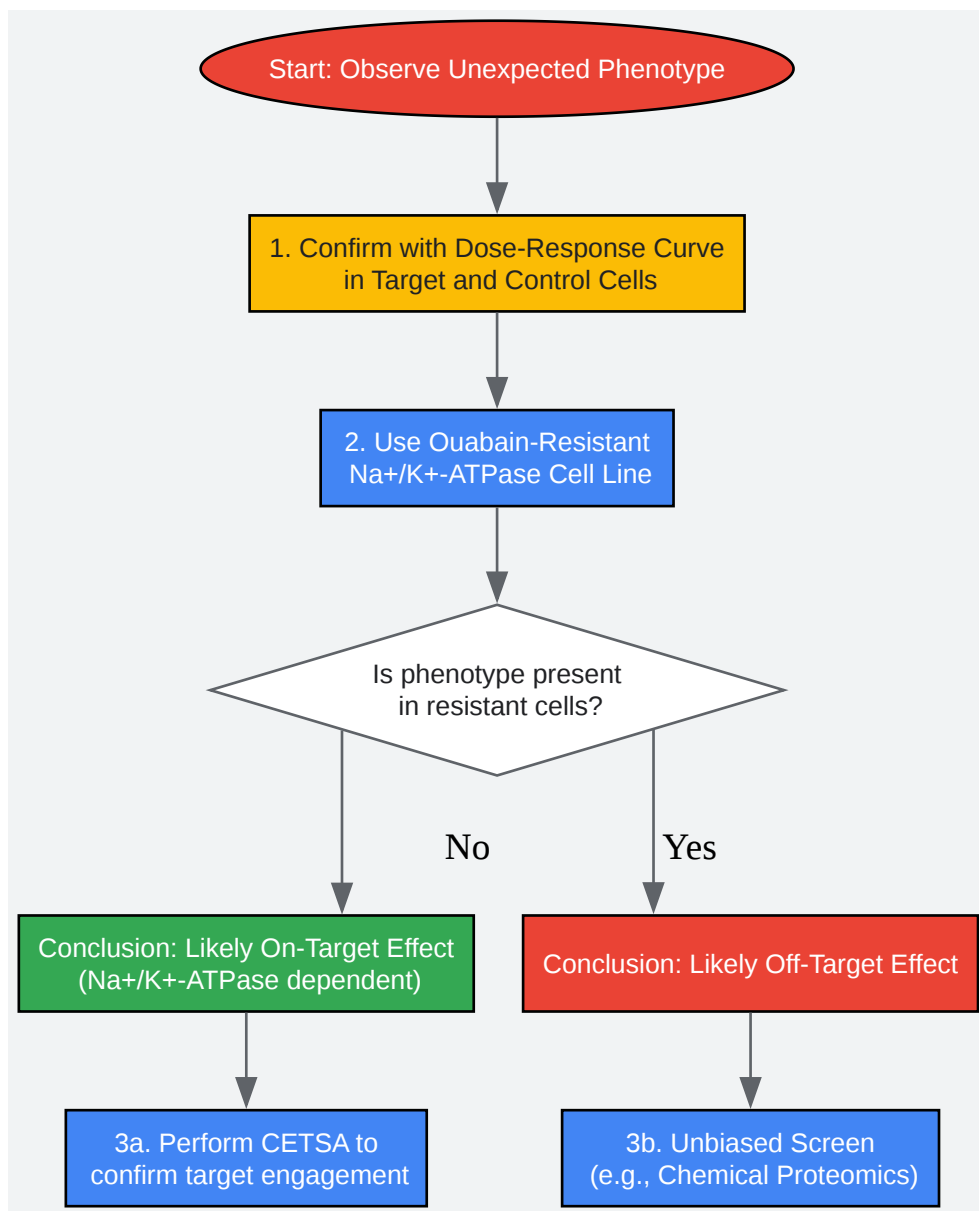 Start: Observe Unexpected Phenotype
1. Confirm with Dose-Response Curve
in Target and Control Cells
2. Use Ouabain-Resistant
Na+/K+-ATPase Cell Line
Is phenotype present
in resistant cells?
No
Yes
Conclusion: Likely On-Target Effect
(Na+/K+-ATPase dependent)
Conclusion: Likely Off-Target Effect
3a. Perform CETSA to
confirm target engagement
3b. Unbiased Screen
(e.g., Chemical Proteomics)